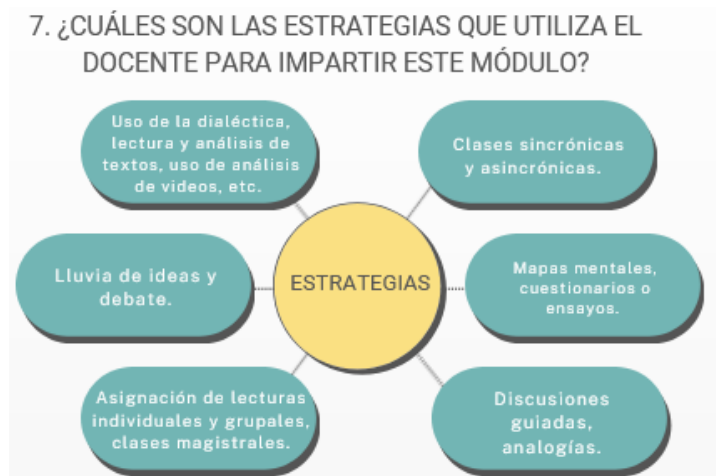 7. ¿CUÁLES SON LAS ESTRATEGIAS QUE UTILIZA EL
DOCENTE PARA IMPARTIR ESTE MÓDULO?
Uso de la dialéctica,
lectura y análisis de
textos, uso de análisis
de videos, etc.
Clases sincrónicas
y asincrónicas.
Lluvia de ideas y
debate.
ESTRATEGIAS
Mapas mentales,
cuestionarios o
ensayos.
Asignación de lecturas
individuales y grupales,
clases magistrales.
Discusiones
guiadas,
analogías.